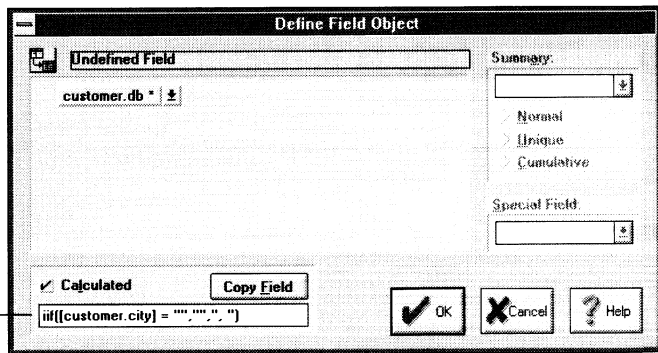 Define Field Object
Undefined Field
customer.db *
Summary:
Normal
Unique
Cumulative
Special Field:
Calculated
Copy Field
iif([customer.city] = "","",", ")
OK
Cancel
Help